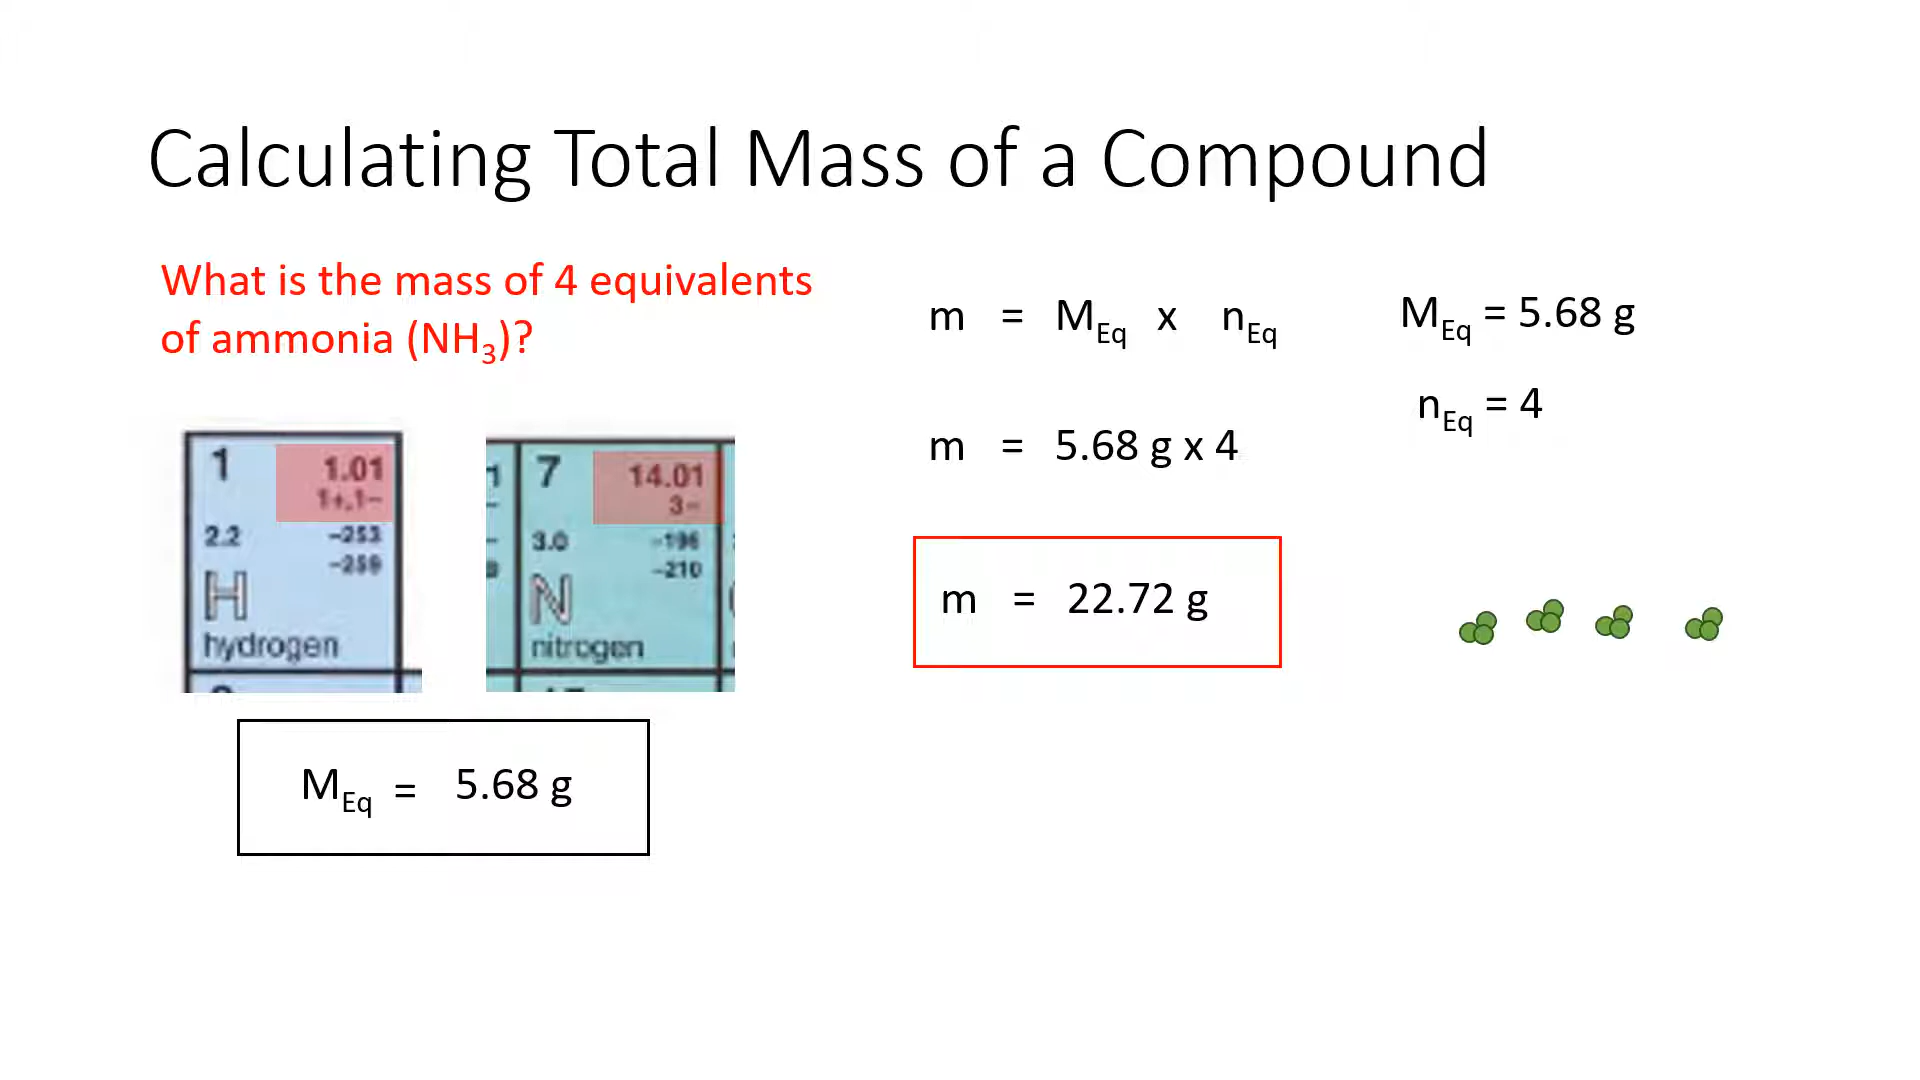 Calculating Total Mass of a Compound
What is the mass of 4 equivalents
of ammonia (NH3)?
1 1.01
1+,1−
2.2 −253
−259
H
hydrogen
7 14.01
3−
3.0 −196
−210
N
nitrogen
MEq = 5.68 g
m = MEq x nEq
m = 5.68 g x 4
m = 22.72 g
MEq = 5.68 g
nEq = 4